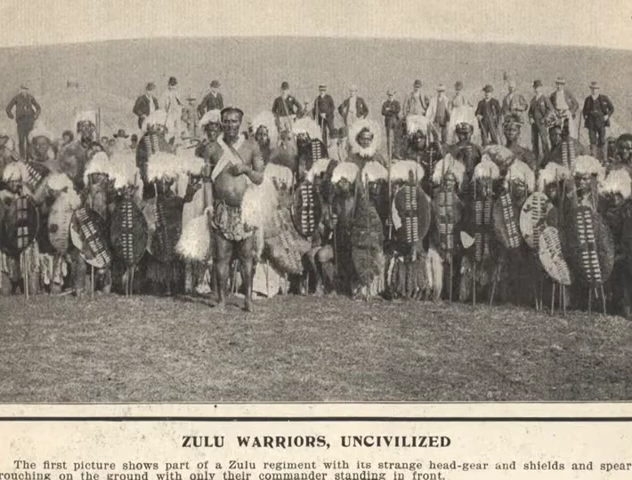 ZULU WARRIORS, UNCIVILIZED
The first picture shows part of a Zulu regiment with its strange head-gear and shields and spear
rouching on the ground with only their commander standing in front.